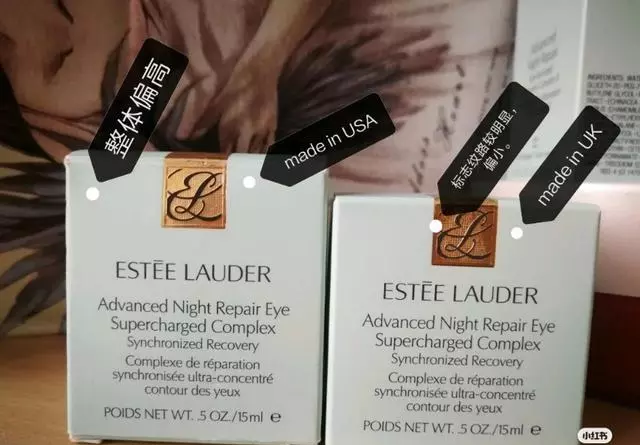 整体偏高
made in USA
标志纹路较明显,
偏小。
made in UK
ESTĒE LAUDER
Advanced Night Repair Eye
Supercharged Complex
Synchronized Recovery
Complexe de réparation
synchronisée ultra-concentré
contour des yeux
POIDS NET WT. .5 OZ./15ml e
ESTĒE LAUDER
Advanced Night Repair Eye
Supercharged Complex
Synchronized Recovery
Complexe de réparation
synchronisée ultra-concentré
contour des yeux
POIDS NET WT. .5 OZ./15ml e
小红书